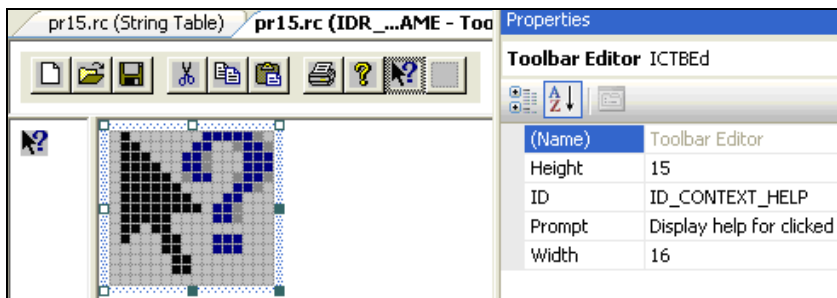 pr15.rc (String Table)
pr15.rc (IDR_...AME - Too
Properties
Toolbar Editor ICTBEd
(Name) Toolbar Editor
Height 15
ID ID_CONTEXT_HELP
Prompt Display help for clicked
Width 16